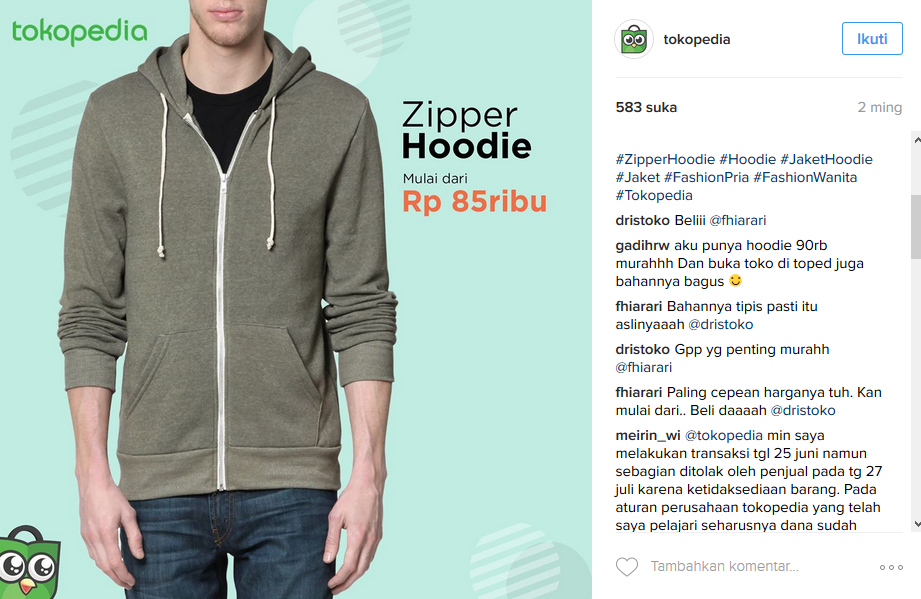 tokopedia
Zipper
Hoodie
Mulai dari
Rp 85ribu
tokopedia
Ikuti
583 suka
2 ming
#ZipperHoodie #Hoodie #JaketHoodie
#Jaket #FashionPria #FashionWanita
#Tokopedia
dristoko Beliii @fhiarari
gadihrw aku punya hoodie 90rb
murahhh Dan buka toko di toped juga
bahannya bagus 😊
fhiarari Bahannya tipis pasti itu
aslinyaaah @dristoko
dristoko Gpp yg penting murahh
@fhiarari
fhiarari Paling cepean harganya tuh. Kan
mulai dari.. Beli daaaah @dristoko
meirin_wi @tokopedia min saya
melakukan transaksi tgl 25 juni namun
sebagian ditolak oleh penjual pada tg 27
juli karena ketidaksediaan barang. Pada
aturan perusahaan tokopedia yang telah
saya pelajari seharusnya dana sudah
Tambahkan komentar...